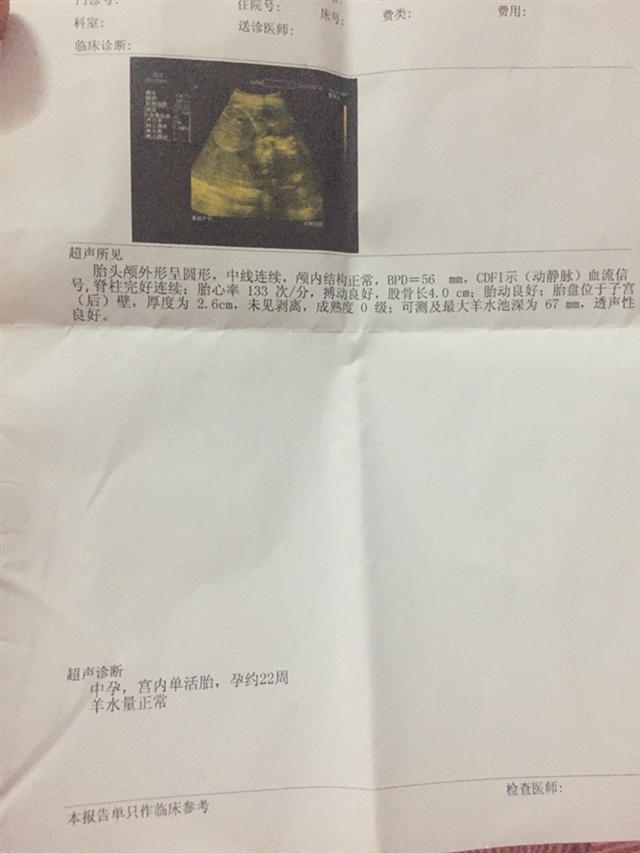 门诊号:
住院号:
床号:
费类:
费用:
科室:
送诊医师:
临床诊断:
超声所见
胎头颅外形呈圆形，中线连续，颅内结构正常，BPD=56 mm，CDFI示（动静脉）血流信
号，脊柱完好连续；胎心率 133 次/分，搏动良好，股骨长4.0 cm；胎动良好；胎盘位于子宫
（后）壁，厚度为 2.6cm，未见剥离，成熟度 0 级；可测及最大羊水池深为 67 mm，透声性
良好。
超声诊断
中孕，宫内单活胎，孕约22周
羊水量正常
检查医师:
本报告单只作临床参考